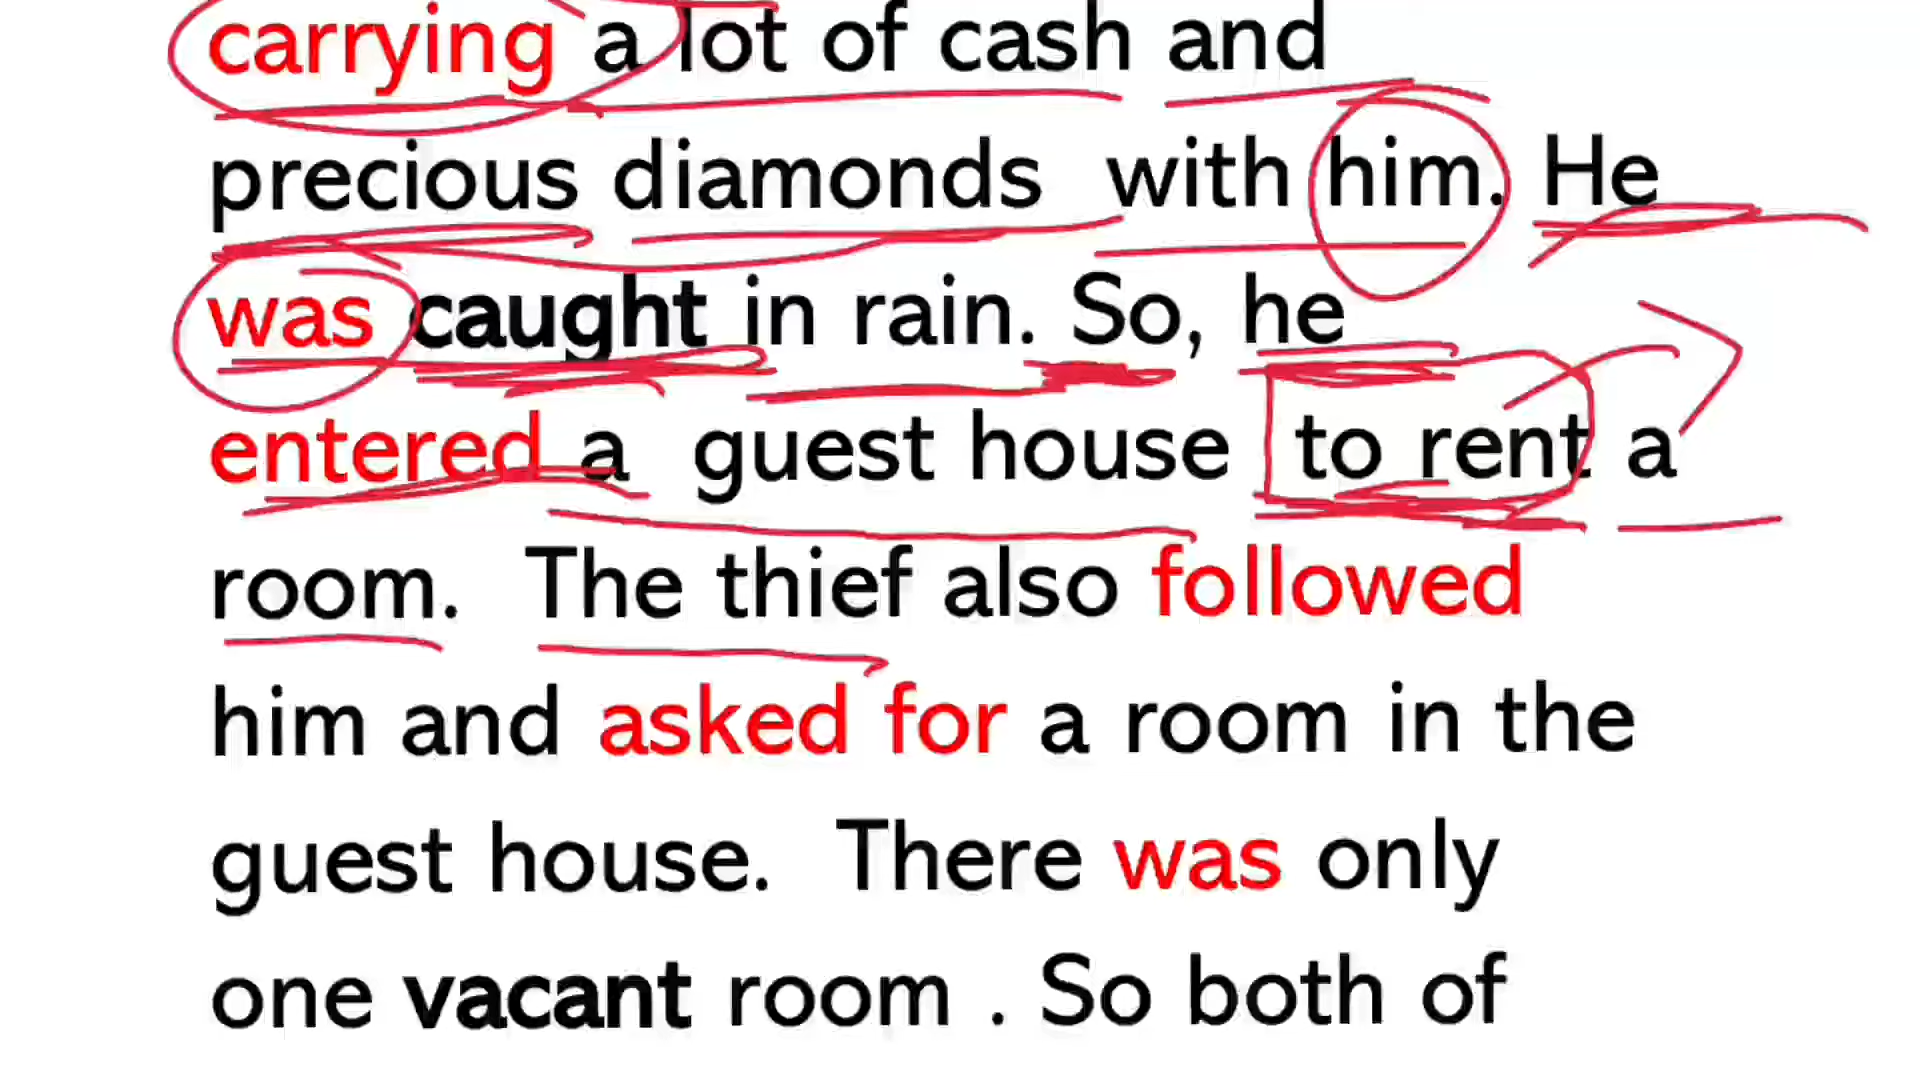 carrying a lot of cash and
precious diamonds with him. He
was caught in rain. So, he
entered a guest house to rent a
room. The thief also followed
him and asked for a room in the
guest house. There was only
one vacant room . So both of